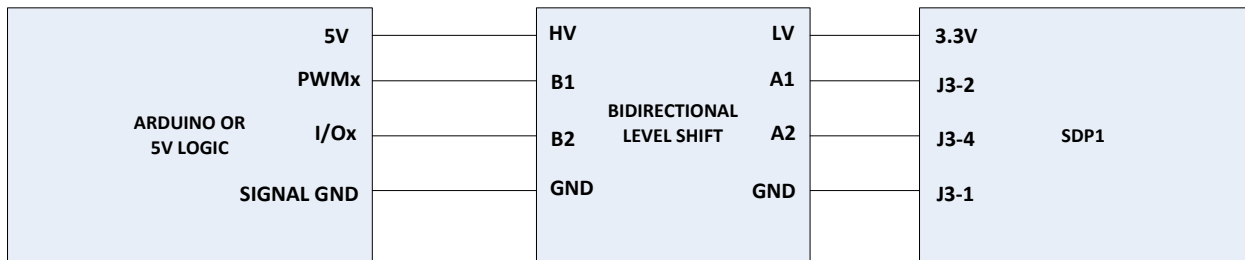 5V HV LV 3.3V
PWMx B1 A1 J3-2
ARDUINO OR
5V LOGIC
I/Ox B2
BIDIRECTIONAL
LEVEL SHIFT
A2 J3-4 SDP1
SIGNAL GND GND GND J3-1